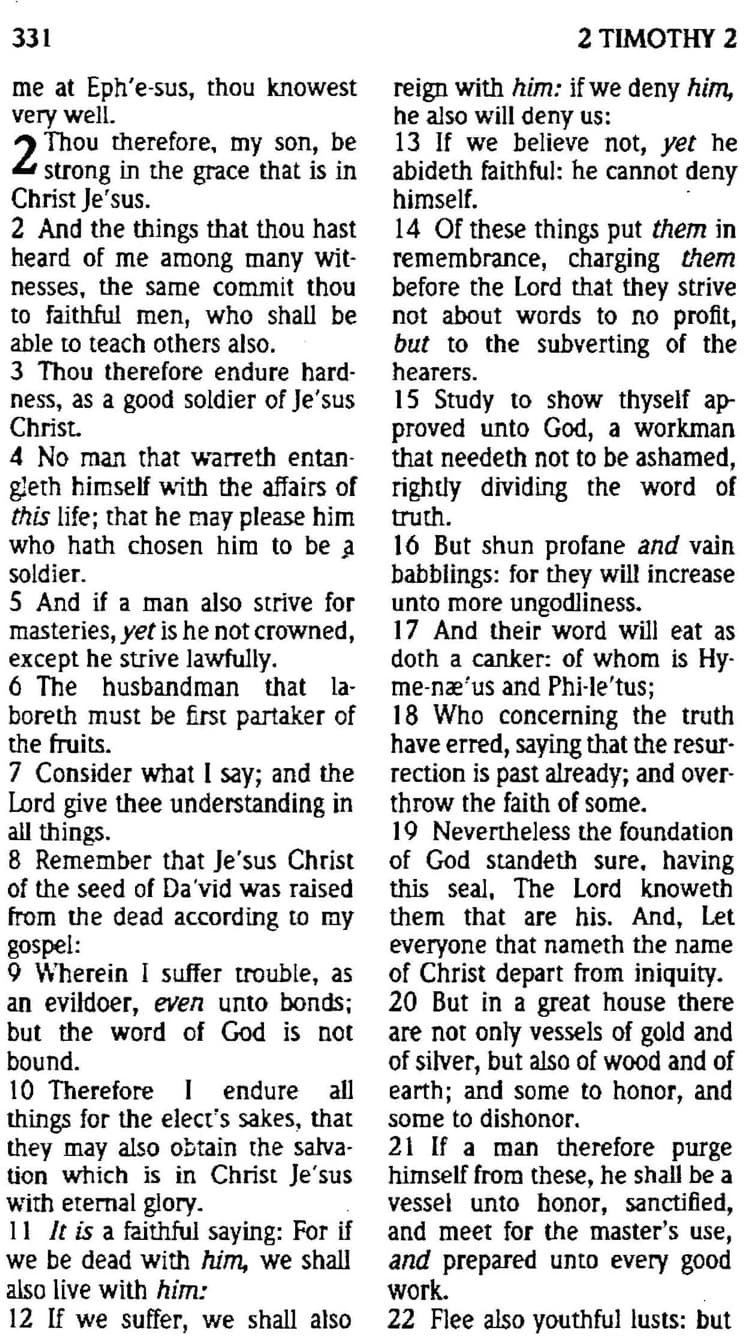 331
2 TIMOTHY 2
me at Eph′e-sus, thou knowest
very well.
2 Thou therefore, my son, be
strong in the grace that is in
Christ Je′sus.
2 And the things that thou hast
heard of me among many wit-
nesses, the same commit thou
to faithful men, who shall be
able to teach others also.
3 Thou therefore endure hard-
ness, as a good soldier of Je′sus
Christ.
4 No man that warreth entan-
gleth himself with the affairs of
this life; that he may please him
who hath chosen him to be a
soldier.
5 And if a man also strive for
masteries, yet is he not crowned,
except he strive lawfully.
6 The husbandman that la-
boreth must be first partaker of
the fruits.
7 Consider what I say; and the
Lord give thee understanding in
all things.
8 Remember that Je′sus Christ
of the seed of Da′vid was raised
from the dead according to my
gospel:
9 Wherein I suffer trouble, as
an evildoer, even unto bonds;
but the word of God is not
bound.
10 Therefore I endure all
things for the elect's sakes, that
they may also obtain the salva-
tion which is in Christ Je′sus
with eternal glory.
11 It is a faithful saying: For if
we be dead with him, we shall
also live with him:
12 If we suffer, we shall also
reign with him: if we deny him,
he also will deny us:
13 If we believe not, yet he
abideth faithful: he cannot deny
himself.
14 Of these things put them in
remembrance, charging them
before the Lord that they strive
not about words to no profit,
but to the subverting of the
hearers.
15 Study to show thyself ap-
proved unto God, a workman
that needeth not to be ashamed,
rightly dividing the word of
truth.
16 But shun profane and vain
babblings: for they will increase
unto more ungodliness.
17 And their word will eat as
doth a canker: of whom is Hy-
me-næ′us and Phi-le′tus;
18 Who concerning the truth
have erred, saying that the resur-
rection is past already; and over-
throw the faith of some.
19 Nevertheless the foundation
of God standeth sure, having
this seal, The Lord knoweth
them that are his. And, Let
everyone that nameth the name
of Christ depart from iniquity.
20 But in a great house there
are not only vessels of gold and
of silver, but also of wood and of
earth; and some to honor, and
some to dishonor.
21 If a man therefore purge
himself from these, he shall be a
vessel unto honor, sanctified,
and meet for the master's use,
and prepared unto every good
work.
22 Flee also youthful lusts: but